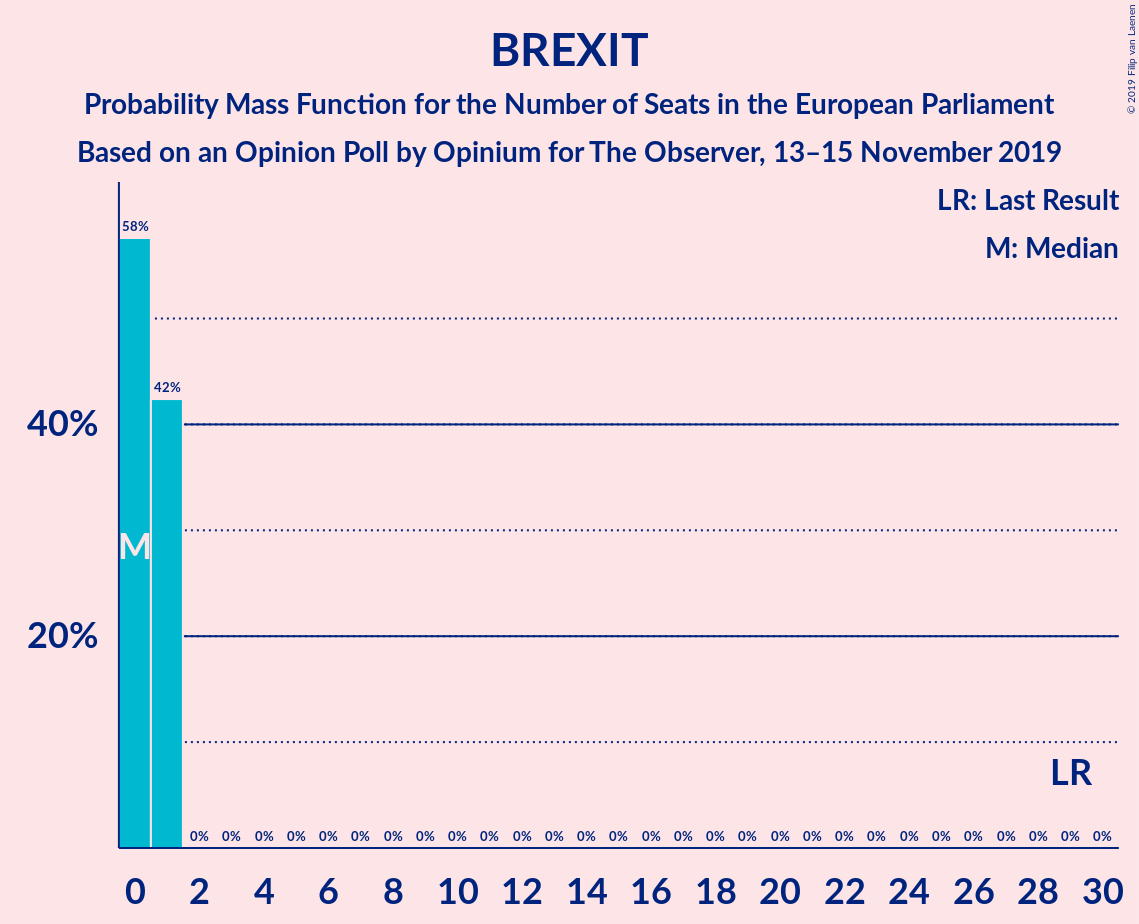 BREXIT
Probability Mass Function for the Number of Seats in the European Parliament
Based on an Opinion Poll by Opinium for The Observer, 13–15 November 2019
© 2019 Filip van Laenen
LR: Last Result
M: Median
58%
42%
40%
M
20%
LR
0% 0% 0% 0% 0% 0% 0% 0% 0% 0% 0% 0% 0% 0% 0% 0% 0% 0% 0% 0% 0% 0% 0% 0% 0% 0% 0% 0% 0%
0 2 4 6 8 10 12 14 16 18 20 22 24 26 28 30